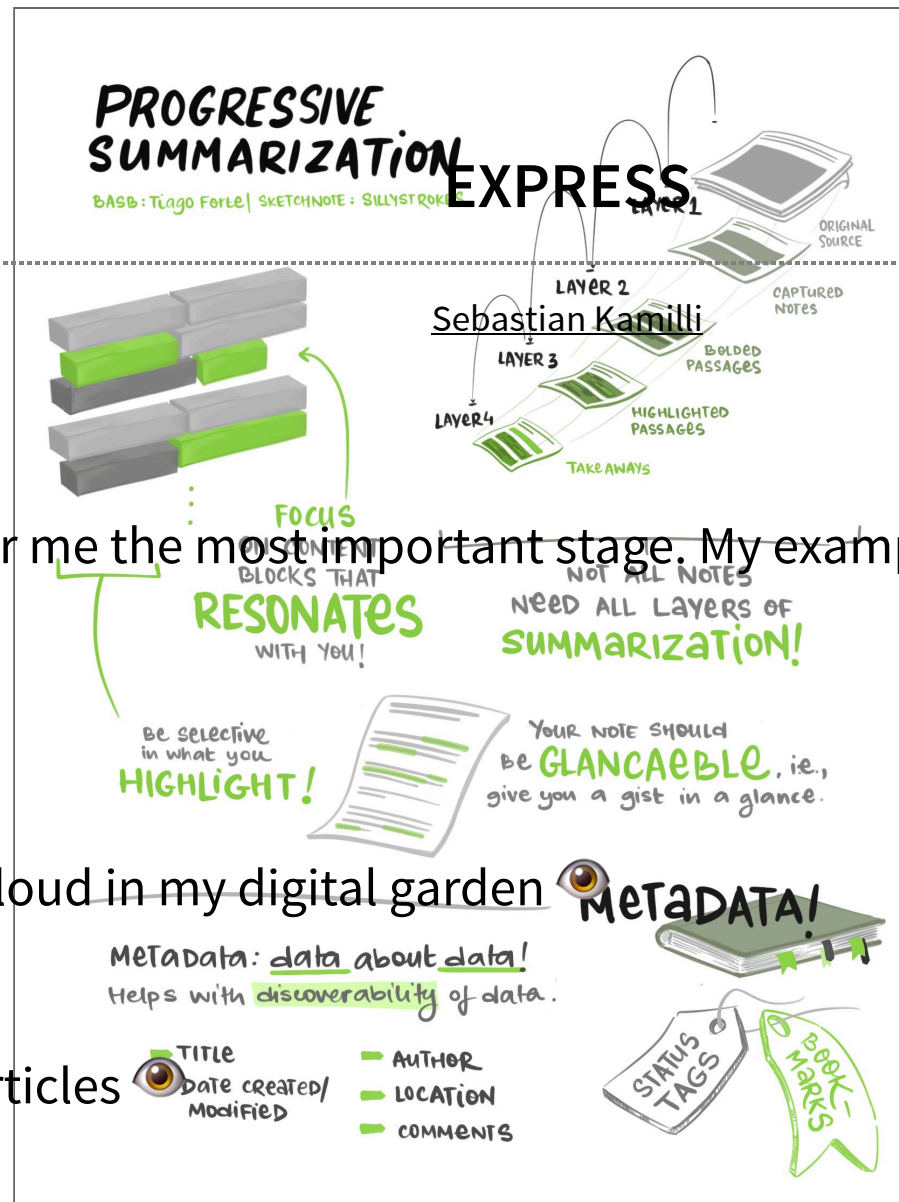 PROGRESSIVE
SUMMARIZATION
EXPRESS
BASB: Tiago Forte | SKETCHNOTE: SILLYSTROKES
LAYER 1
ORIGINAL
SOURCE
LAYER 2
CAPTURED
NOTES
Sebastian Kamilli
LAYER 3
BOLDED
PASSAGES
LAYER 4
HIGHLIGHTED
PASSAGES
TAKEAWAYS
FOCUS
ON CONTENT
BLOCKS THAT
RESONATES
WITH YOU!
r me the most important stage. My examp
NOT ALL NOTES
NEED ALL LAYERS OF
SUMMARIZATION!
Be SELECTIVE
in what you
HIGHLIGHT!
YOUR NOTE SHOULD
Be GLANCAEBLE, i.e.,
give you a gist in a glance.
loud in my digital garden
METADATA!
METADATA: data about data!
Helps with discoverability of data.
rticles
TITLE
DATE CREATED/
MODIFIED
AUTHOR
LOCATION
COMMENTS
STATUS
TAGS
BOOK-
MARKS